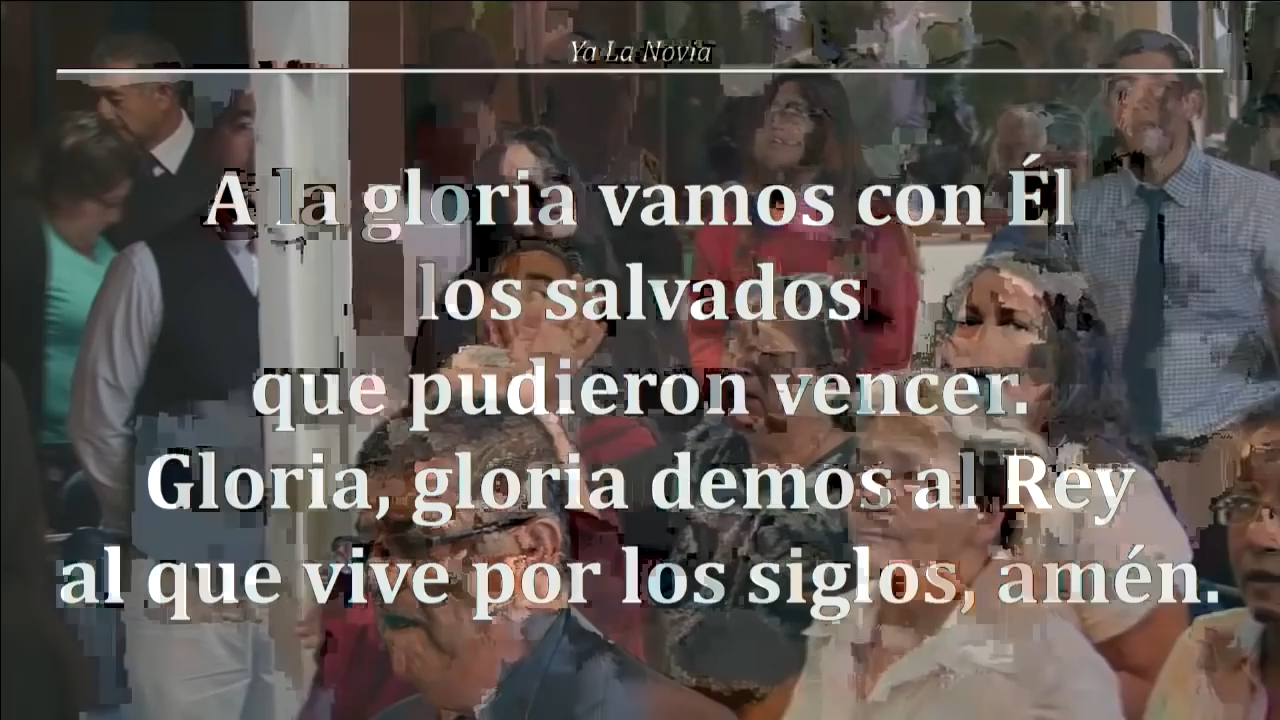 Ya La Novia
A la gloria vamos con Él
los salvados
que pudieron vencer.
Gloria, gloria demos al Rey
al que vive por los siglos, amén.